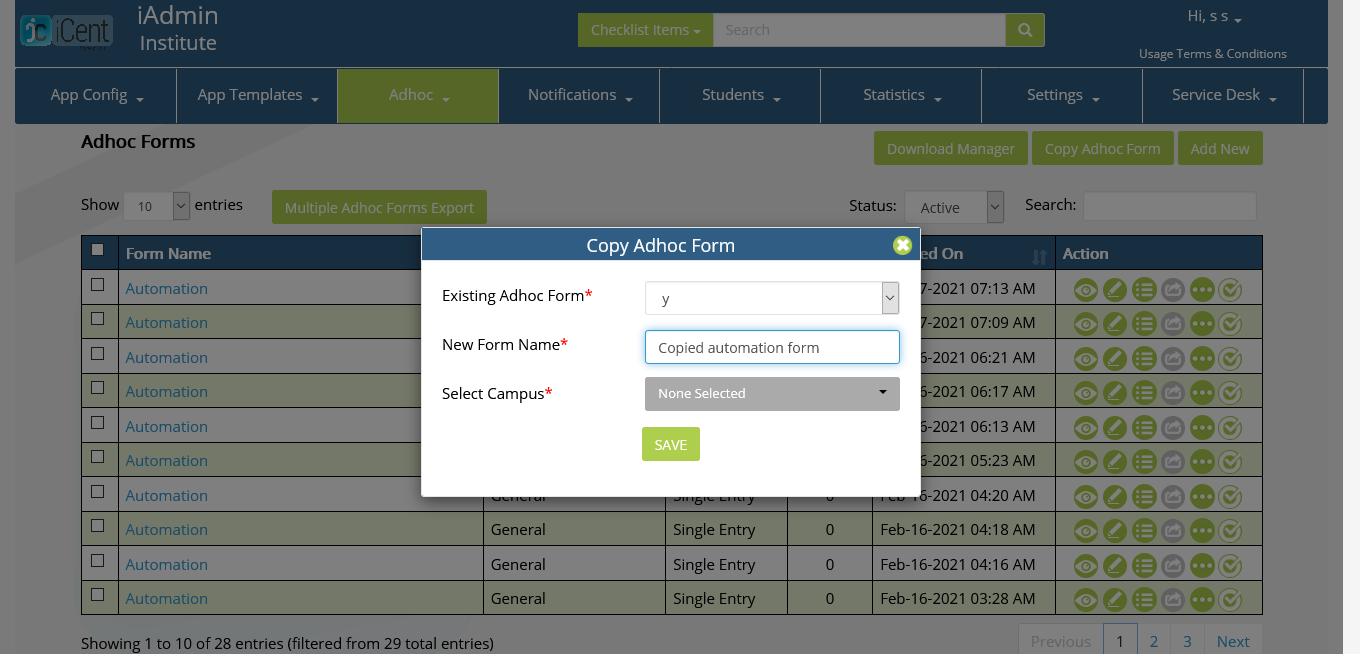 iCent
iAdmin
Institute
Checklist Items
Search
Hi, s s
Usage Terms & Conditions
App Config
App Templates
Adhoc
Notifications
Students
Statistics
Settings
Service Desk
Adhoc Forms
Download Manager
Copy Adhoc Form
Add New
Show 10 entries
Multiple Adhoc Forms Export
Status: Active
Search:
Form Name ed On Action
Copy Adhoc Form
Existing Adhoc Form* y
New Form Name* Copied automation form
Select Campus* None Selected
SAVE
Automation 7-2021 07:13 AM
Automation 7-2021 07:09 AM
Automation 6-2021 06:21 AM
Automation 6-2021 06:17 AM
Automation 6-2021 06:13 AM
Automation 6-2021 05:23 AM
Automation General Single Entry 0 Feb-16-2021 04:20 AM
Automation General Single Entry 0 Feb-16-2021 04:18 AM
Automation General Single Entry 0 Feb-16-2021 04:16 AM
Automation General Single Entry 0 Feb-16-2021 03:28 AM
Showing 1 to 10 of 28 entries (filtered from 29 total entries)
Previous 1 2 3 Next